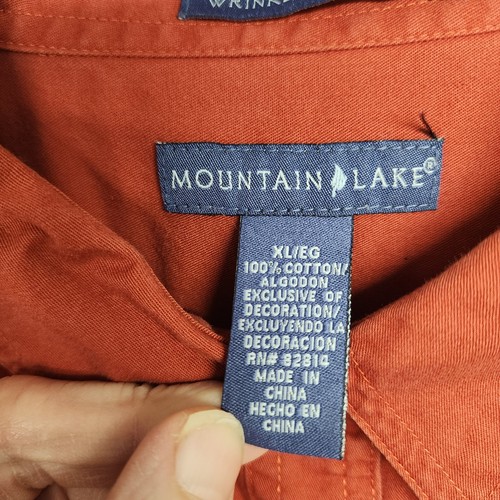 MOUNTAIN LAKE®
XL/EG
100% COTTON/
ALGODON
EXCLUSIVE OF
DECORATION/
EXCLUYENDO LA
DECORACION
RN# 82814
MADE IN
CHINA
HECHO EN
CHINA